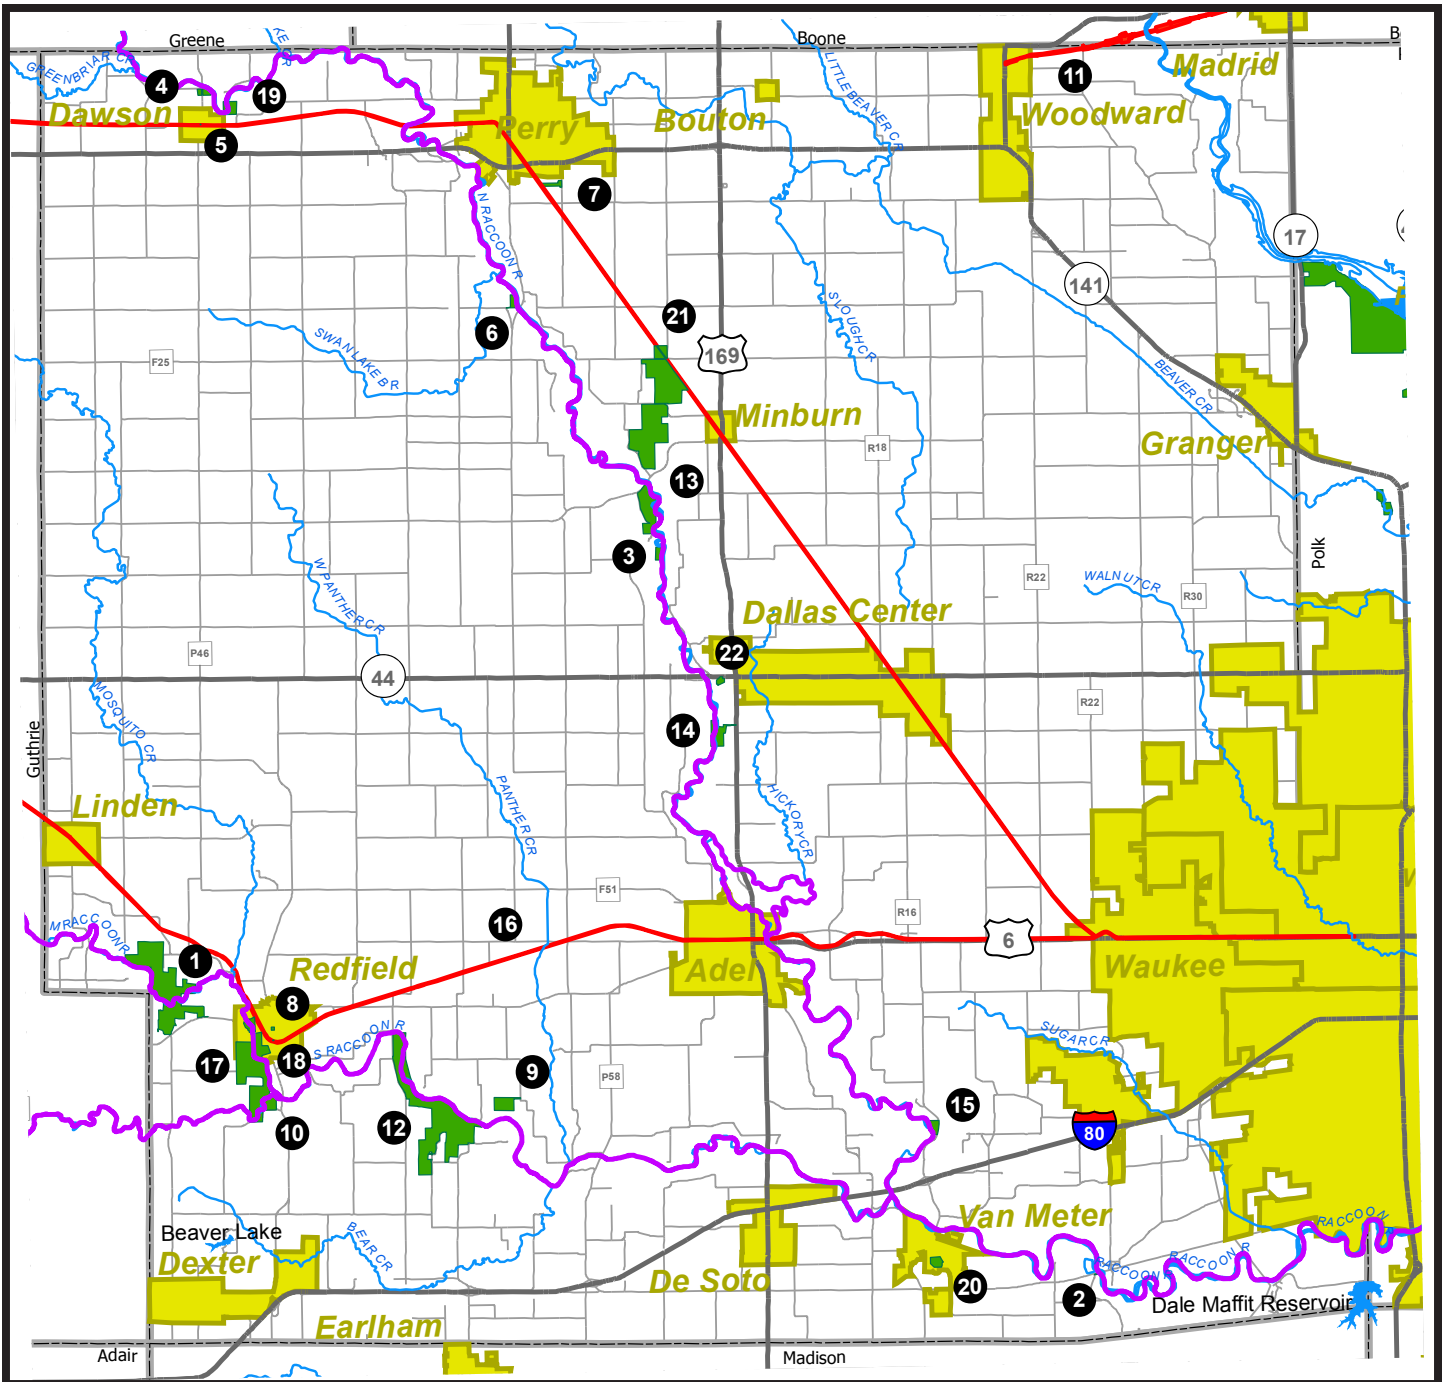 Greene
Boone
B
KE CR
GREENBRIAR CR
4
19
Dawson
5
Perry
Bouton
LITTLE BEAVER CR
11
Madrid
Woodward
7
N RACCOON R
17
141
6
21
169
SWAN LAKE BR
F25
SLOUGH CR
BEAVER CR
Minburn
R18
Granger
13
3
W PANTHER CR
R22
WALNUT CR
R30
Polk
Dallas Center
22
P46
44
MOSQUITO CR
R22
14
Guthrie
Linden
PANTHER CR
HICKORY CR
F51
R16
16
M RACCOON R
6
1
Redfield
Adel
Waukee
8
S RACCOON R
SUGAR CR
18
17
9
P58
15
80
10
12
Beaver Lake
BEAR CR
Van Meter
RACCOON
Dexter
De Soto
RACCOON
RACCOON R
20
2
Dale Maffit Reservoir
Earlham
Adair
Madison